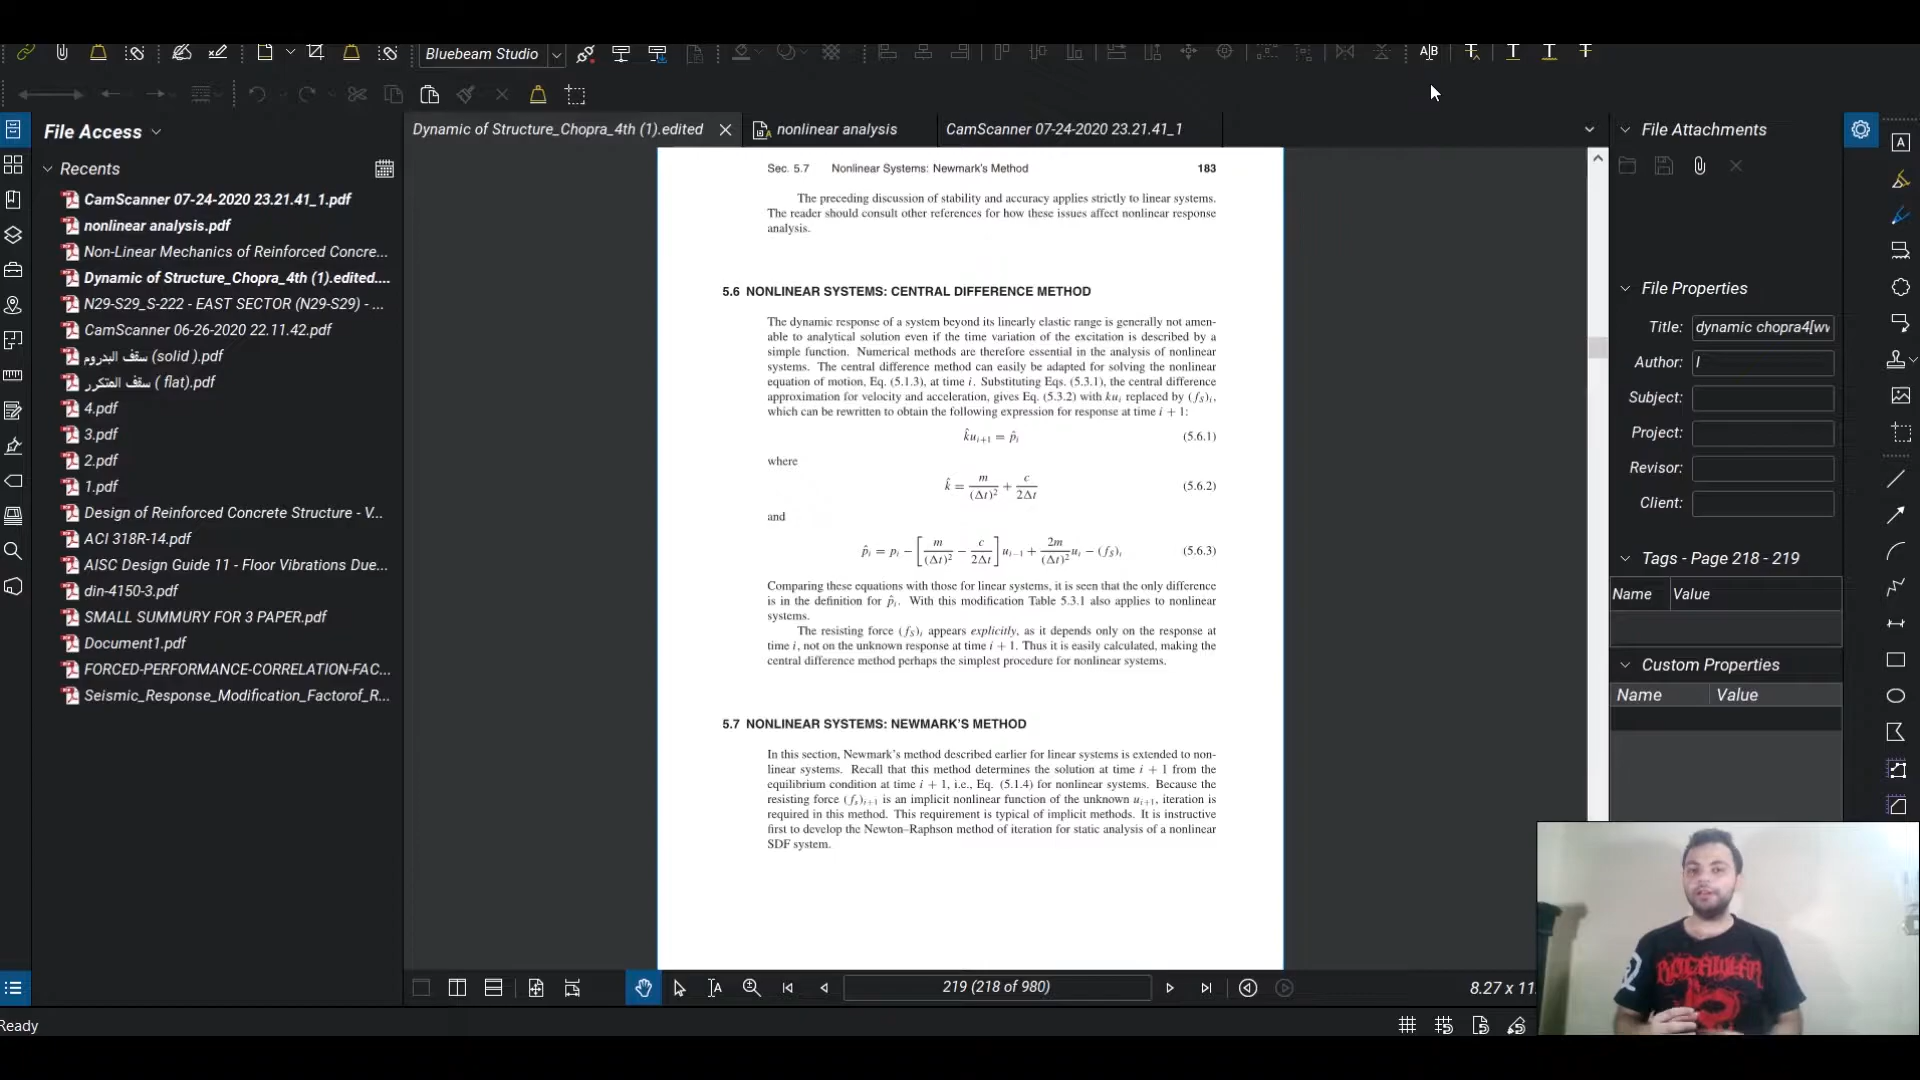 Bluebeam Studio
File Access
Recents
CamScanner 07-24-2020 23.21.41_1.pdf
nonlinear analysis.pdf
Non-Linear Mechanics of Reinforced Concre...
Dynamic of Structure_Chopra_4th (1).edited....
N29-S29_S-222 - EAST SECTOR (N29-S29) - ...
CamScanner 06-26-2020 22.11.42.pdf
سقف البدروم (solid ).pdf
سقف المتكرر ( flat).pdf
4.pdf
3.pdf
2.pdf
1.pdf
Design of Reinforced Concrete Structure - V...
ACI 318R-14.pdf
AISC Design Guide 11 - Floor Vibrations Due...
din-4150-3.pdf
SMALL SUMMURY FOR 3 PAPER.pdf
Document1.pdf
FORCED-PERFORMANCE-CORRELATION-FAC...
Seismic_Response_Modification_Factorof_R...
Ready
Dynamic of Structure_Chopra_4th (1).edited
nonlinear analysis
CamScanner 07-24-2020 23.21.41_1
Sec. 5.7 Nonlinear Systems: Newmark's Method 183
The preceding discussion of stability and accuracy applies strictly to linear systems.
The reader should consult other references for how these issues affect nonlinear response
analysis.
5.6 NONLINEAR SYSTEMS: CENTRAL DIFFERENCE METHOD
The dynamic response of a system beyond its linearly elastic range is generally not amen-
able to analytical solution even if the time variation of the excitation is described by a
simple function. Numerical methods are therefore essential in the analysis of nonlinear
systems. The central difference method can easily be adapted for solving the nonlinear
equation of motion, Eq. (5.1.3), at time i. Substituting Eqs. (5.3.1), the central difference
approximation for velocity and acceleration, gives Eq. (5.3.2) with kuᵢ replaced by (f_S)ᵢ,
which can be rewritten to obtain the following expression for response at time i + 1:
k̂uᵢ₊₁ = p̂ᵢ (5.6.1)
where
k̂ = m/(Δt)² + c/2Δt (5.6.2)
and
p̂ᵢ = pᵢ − [m/(Δt)² − c/2Δt] uᵢ₋₁ + 2m/(Δt)² uᵢ − (f_S)ᵢ (5.6.3)
Comparing these equations with those for linear systems, it is seen that the only difference
is in the definition for p̂ᵢ. With this modification Table 5.3.1 also applies to nonlinear
systems.
The resisting force (f_S)ᵢ appears explicitly, as it depends only on the response at
time i, not on the unknown response at time i + 1. Thus it is easily calculated, making the
central difference method perhaps the simplest procedure for nonlinear systems.
5.7 NONLINEAR SYSTEMS: NEWMARK'S METHOD
In this section, Newmark's method described earlier for linear systems is extended to non-
linear systems. Recall that this method determines the solution at time i + 1 from the
equilibrium condition at time i + 1, i.e., Eq. (5.1.4) for nonlinear systems. Because the
resisting force (f_s)ᵢ₊₁ is an implicit nonlinear function of the unknown uᵢ₊₁, iteration is
required in this method. This requirement is typical of implicit methods. It is instructive
first to develop the Newton–Raphson method of iteration for static analysis of a nonlinear
SDF system.
219 (218 of 980)
8.27 x 11
File Attachments
File Properties
Title: dynamic chopra4[w
Author: I
Subject:
Project:
Revisor:
Client:
Tags - Page 218 - 219
Name Value
Custom Properties
Name Value